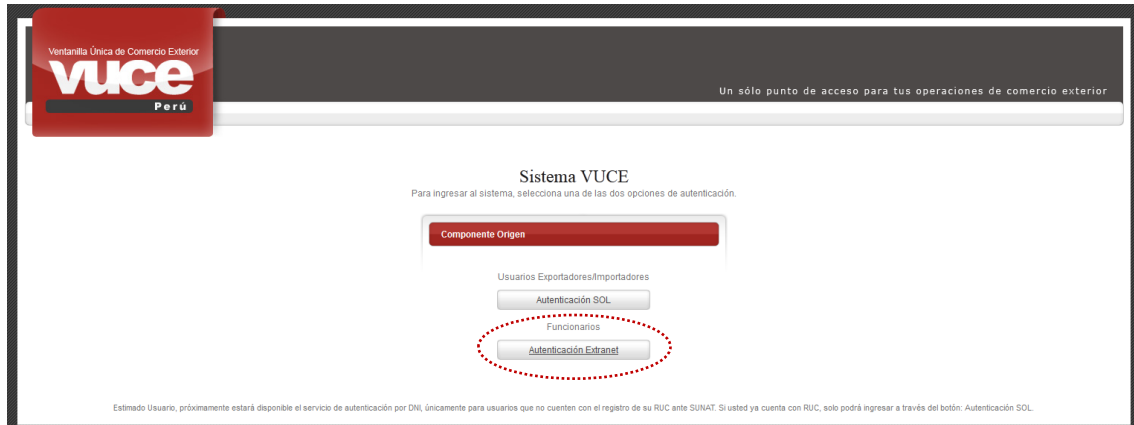 Ventanilla Única de Comercio Exterior
vuce
Perú
Un sólo punto de acceso para tus operaciones de comercio exterior
Sistema VUCE
Para ingresar al sistema, selecciona una de las dos opciones de autenticación.
Componente Origen
Usuarios Exportadores/Importadores
Autenticación SOL
Funcionarios
Autenticación Extranet
Estimado Usuario, próximamente estará disponible el servicio de autenticación por DNI, únicamente para usuarios que no cuenten con el registro de su RUC ante SUNAT. Si usted ya cuenta con RUC, solo podrá ingresar a través del botón: Autenticación SOL.